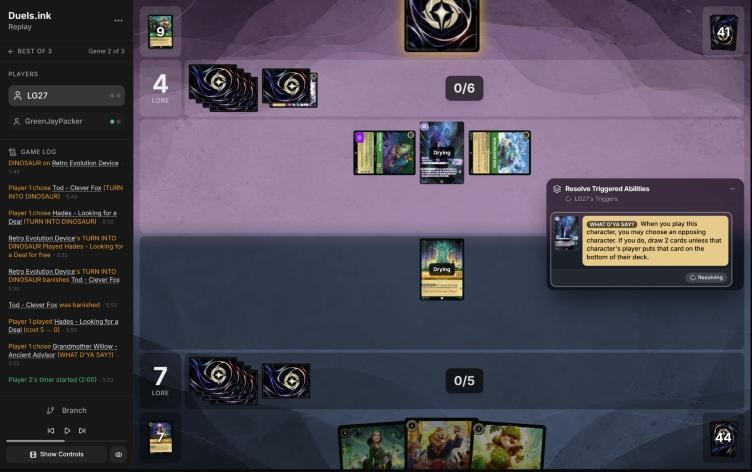 Duels.ink
Replay
← BEST OF 3
Game 2 of 3
PLAYERS
LG27
GreenJayPacker
GAME LOG
DINOSAUR on Retro Evolution Device
5:48
Player 1 chose Tod - Clever Fox (TURN
INTO DINOSAUR) · 5:48
Player 1 chose Hades - Looking for a
Deal (TURN INTO DINOSAUR) · 5:50
Retro Evolution Device's TURN INTO
DINOSAUR Played Hades - Looking for
a Deal for free · 5:50
Retro Evolution Device's TURN INTO
DINOSAUR banishes Tod - Clever Fox ·
5:50
Tod - Clever Fox was banished · 5:50
Player 1 played Hades - Looking for a
Deal (cost 5 → 0) · 5:50
Player 1 chose Grandmother Willow -
Ancient Advisor (WHAT D'YA SAY?) ·
5:52
Player 2's timer started (2:00) · 5:52
Branch
Show Controls
9
41
4
LORE
0/6
Drying
Resolve Triggered Abilities
LG27's Triggers
WHAT D'YA SAY? When you play this
character, you may choose an opposing
character. If you do, draw 2 cards unless that
character's player puts that card on the
bottom of their deck.
Resolving
Drying
7
LORE
0/5
7
44